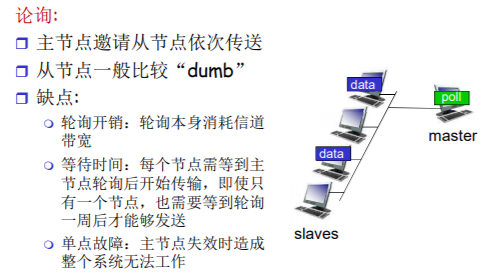 论询:
主节点邀请从节点依次传送
从节点一般比较“dumb”
缺点:
轮询开销：轮询本身消耗信道
带宽
等待时间：每个节点需等到主
节点轮询后开始传输，即使只
有一个节点，也需要等到轮询
一周后才能够发送
单点故障：主节点失效时造成
整个系统无法工作
data
poll
master
data
slaves